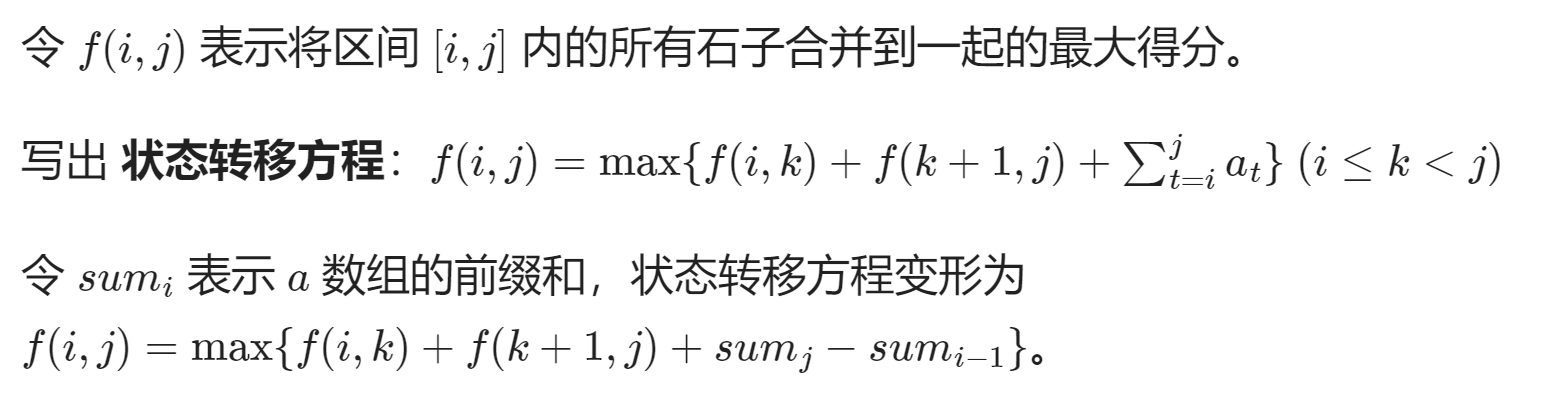 令 f(i, j) 表示将区间 [i, j] 内的所有石子合并到一起的最大得分。
写出 状态转移方程：f(i, j) = max{f(i, k) + f(k + 1, j) + ∑_{t=i}^{j} a_t} (i ≤ k < j)
令 sum_i 表示 a 数组的前缀和，状态转移方程变形为
f(i, j) = max{f(i, k) + f(k + 1, j) + sum_j − sum_{i−1}}。